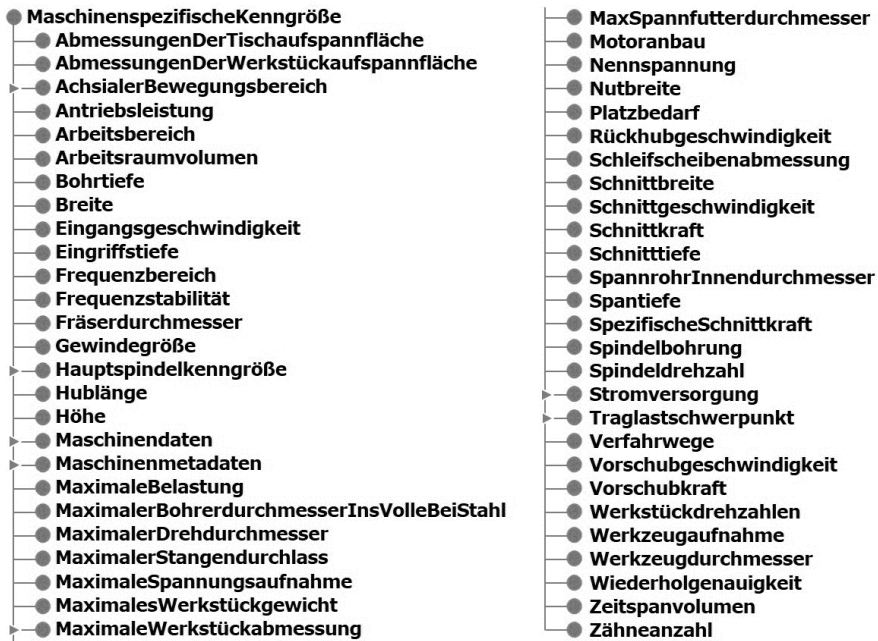 MaschinenspezifischeKenngröße
AbmessungenDerTischaufspannfläche
AbmessungenDerWerkstückaufspannfläche
AchsialerBewegungsbereich
Antriebsleistung
Arbeitsbereich
Arbeitsraumvolumen
Bohrtiefe
Breite
Eingangsgeschwindigkeit
Eingriffstiefe
Frequenzbereich
Frequenzstabilität
Fräserdurchmesser
Gewindegröße
Hauptspindelkenngröße
Hublänge
Höhe
Maschinendaten
Maschinenmetadaten
MaximaleBelastung
MaximalerBohrerdurchmesserInsVolleBeiStahl
MaximalerDrehdurchmesser
MaximalerStangendurchlass
MaximaleSpannungsaufnahme
MaximalesWerkstückgewicht
MaximaleWerkstückabmessung
MaxSpannfutterdurchmesser
Motoranbau
Nennspannung
Nutbreite
Platzbedarf
Rückhubgeschwindigkeit
Schleifscheibenabmessung
Schnittbreite
Schnittgeschwindigkeit
Schnittkraft
Schnitttiefe
SpannrohrInnendurchmesser
Spantiefe
SpezifischeSchnittkraft
Spindelbohrung
Spindeldrehzahl
Stromversorgung
Traglastschwerpunkt
Verfahrwege
Vorschubgeschwindigkeit
Vorschubkraft
Werkstückdrehzahlen
Werkzeugaufnahme
Werkzeugdurchmesser
Wiederholgenauigkeit
Zeitspanvolumen
Zähneanzahl